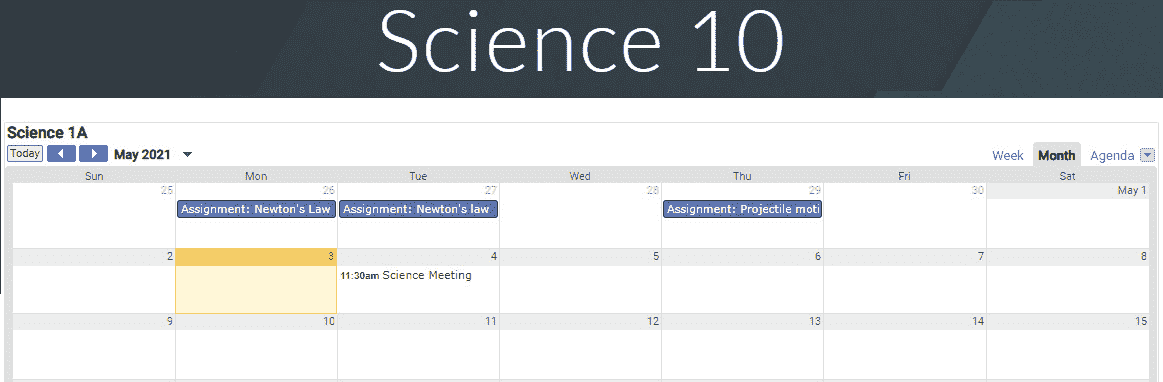 Science 10
Science 1A
Today May 2021 Week Month Agenda
Sun Mon Tue Wed Thu Fri Sat
25 26 27 28 29 30 May 1
Assignment: Newton's Law Assignment: Newton's law Assignment: Projectile moti
2 3 4 5 6 7 8
11:30am Science Meeting
9 10 11 12 13 14 15